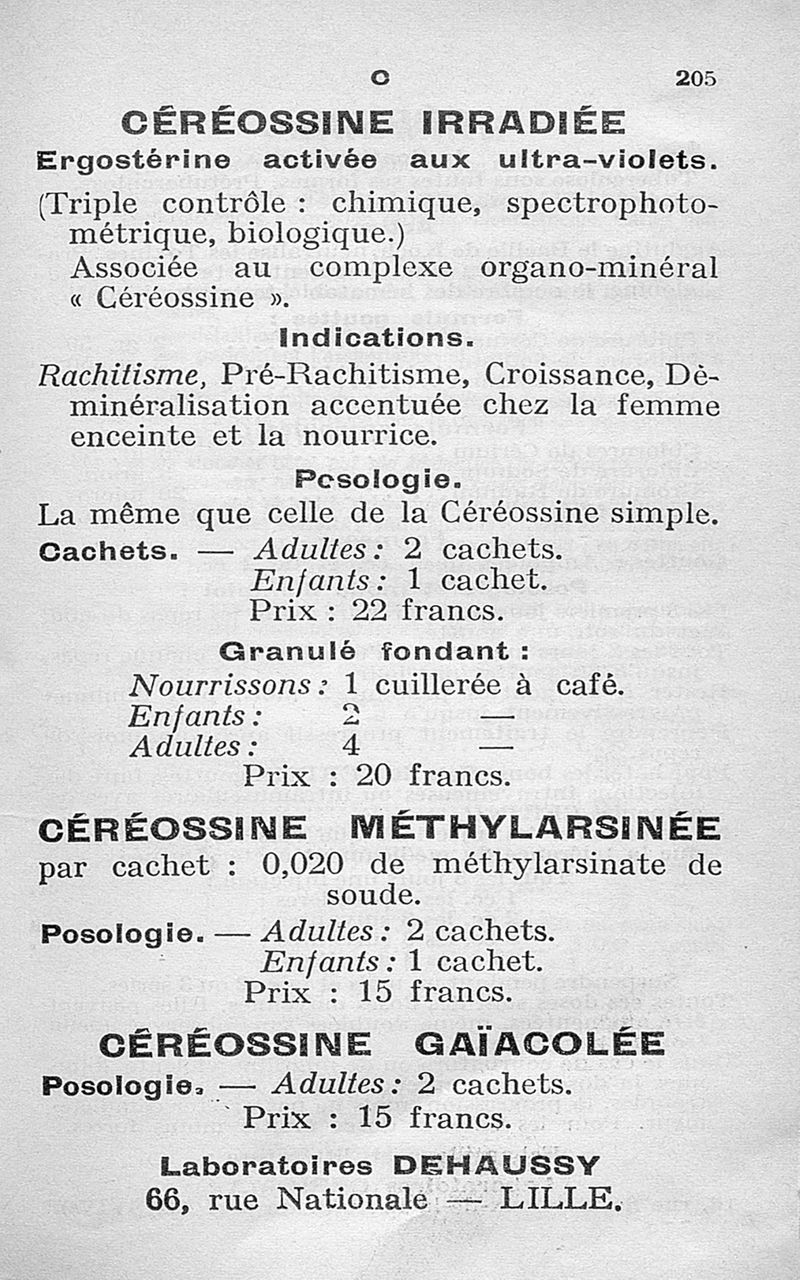 C 205
CÉRÉOSSINE IRRADIÉE
Ergostérine activée aux ultra-violets.
(Triple contrôle : chimique, spectrophoto-
métrique, biologique.)
Associée au complexe organo-minéral
« Céréossine ».
Indications.
Rachitisme, Pré-Rachitisme, Croissance, Dè-
minéralisation accentuée chez la femme
enceinte et la nourrice.
Posologie.
La même que celle de la Céréossine simple.
Cachets. — Adultes : 2 cachets.
Enfants : 1 cachet.
Prix : 22 francs.
Granulé fondant :
Nourrissons : 1 cuillerée à café.
Enfants : 2 —
Adultes : 4 —
Prix : 20 francs.
CÉRÉOSSINE MÉTHYLARSINÉE
par cachet : 0,020 de méthylarsinate de
soude.
Posologie. — Adultes : 2 cachets.
Enfants : 1 cachet.
Prix : 15 francs.
CÉRÉOSSINE GAÏACOLÉE
Posologie. — Adultes : 2 cachets.
Prix : 15 francs.
Laboratoires DEHAUSSY
66, rue Nationale — LILLE.